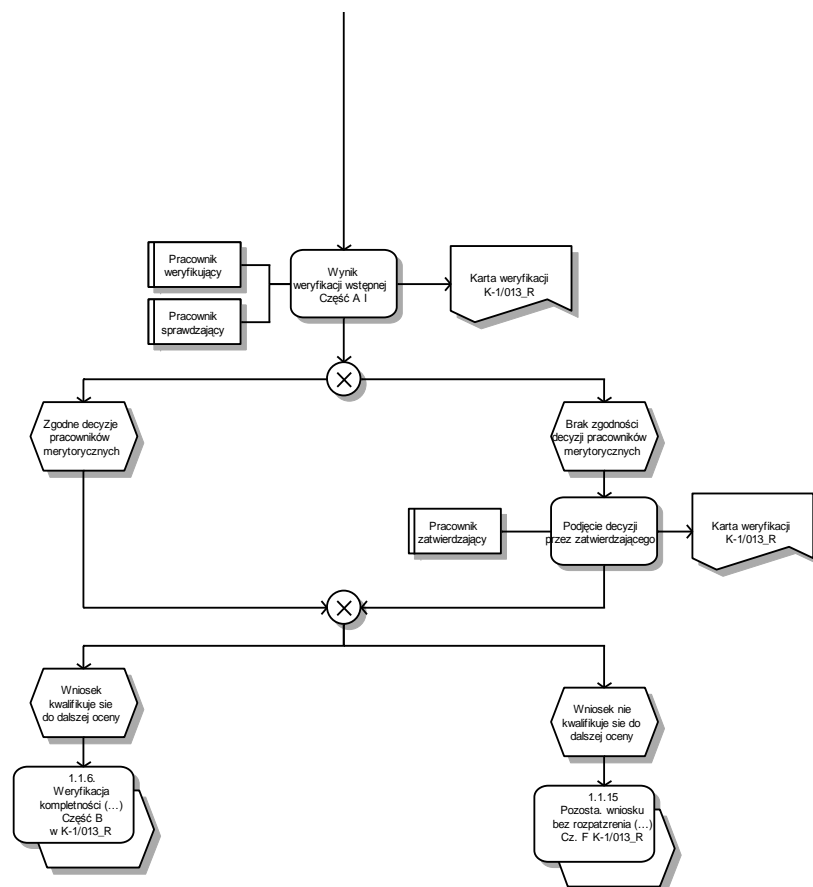 Pracownik
weryfikujący
Pracownik
sprawdzający
Wynik
weryfikacji wstępnej
Część A I
Karta weryfikacji
K-1/013_R
Zgodne decyzje
pracowników
merytorycznych
Brak zgodności
decyzji pracowników
merytorycznych
Pracownik
zatwierdzający
Podjęcie decyzji
przez zatwierdzającego
Karta weryfikacji
K-1/013_R
Wniosek
kwalifikuje sie
do dalszej oceny
Wniosek nie
kwalifikuje sie do
dalszej oceny
1.1.6.
Weryfikacja
kompletności (...)
Część B
w K-1/013_R
1.1.15
Pozosta. wniosku
bez rozpatzrenia (...)
Cz. F K-1/013_R